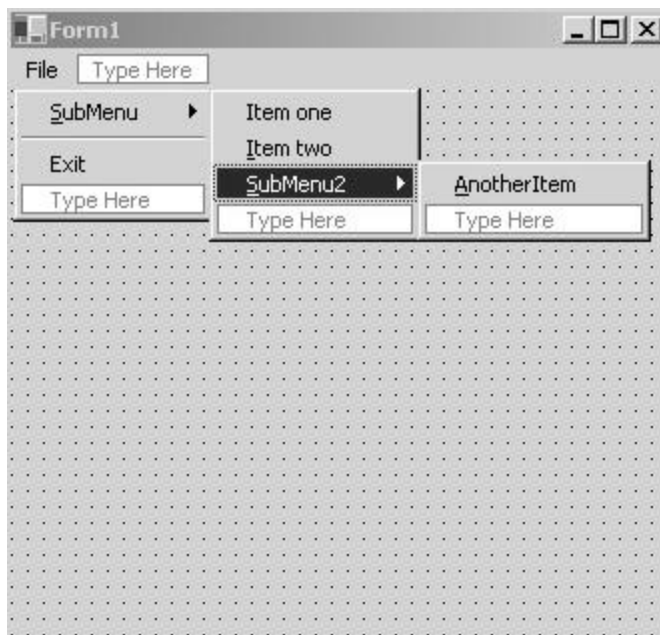 Form1
File Type Here
SubMenu
Exit
Type Here
Item one
Item two
SubMenu2
Type Here
AnotherItem
Type Here